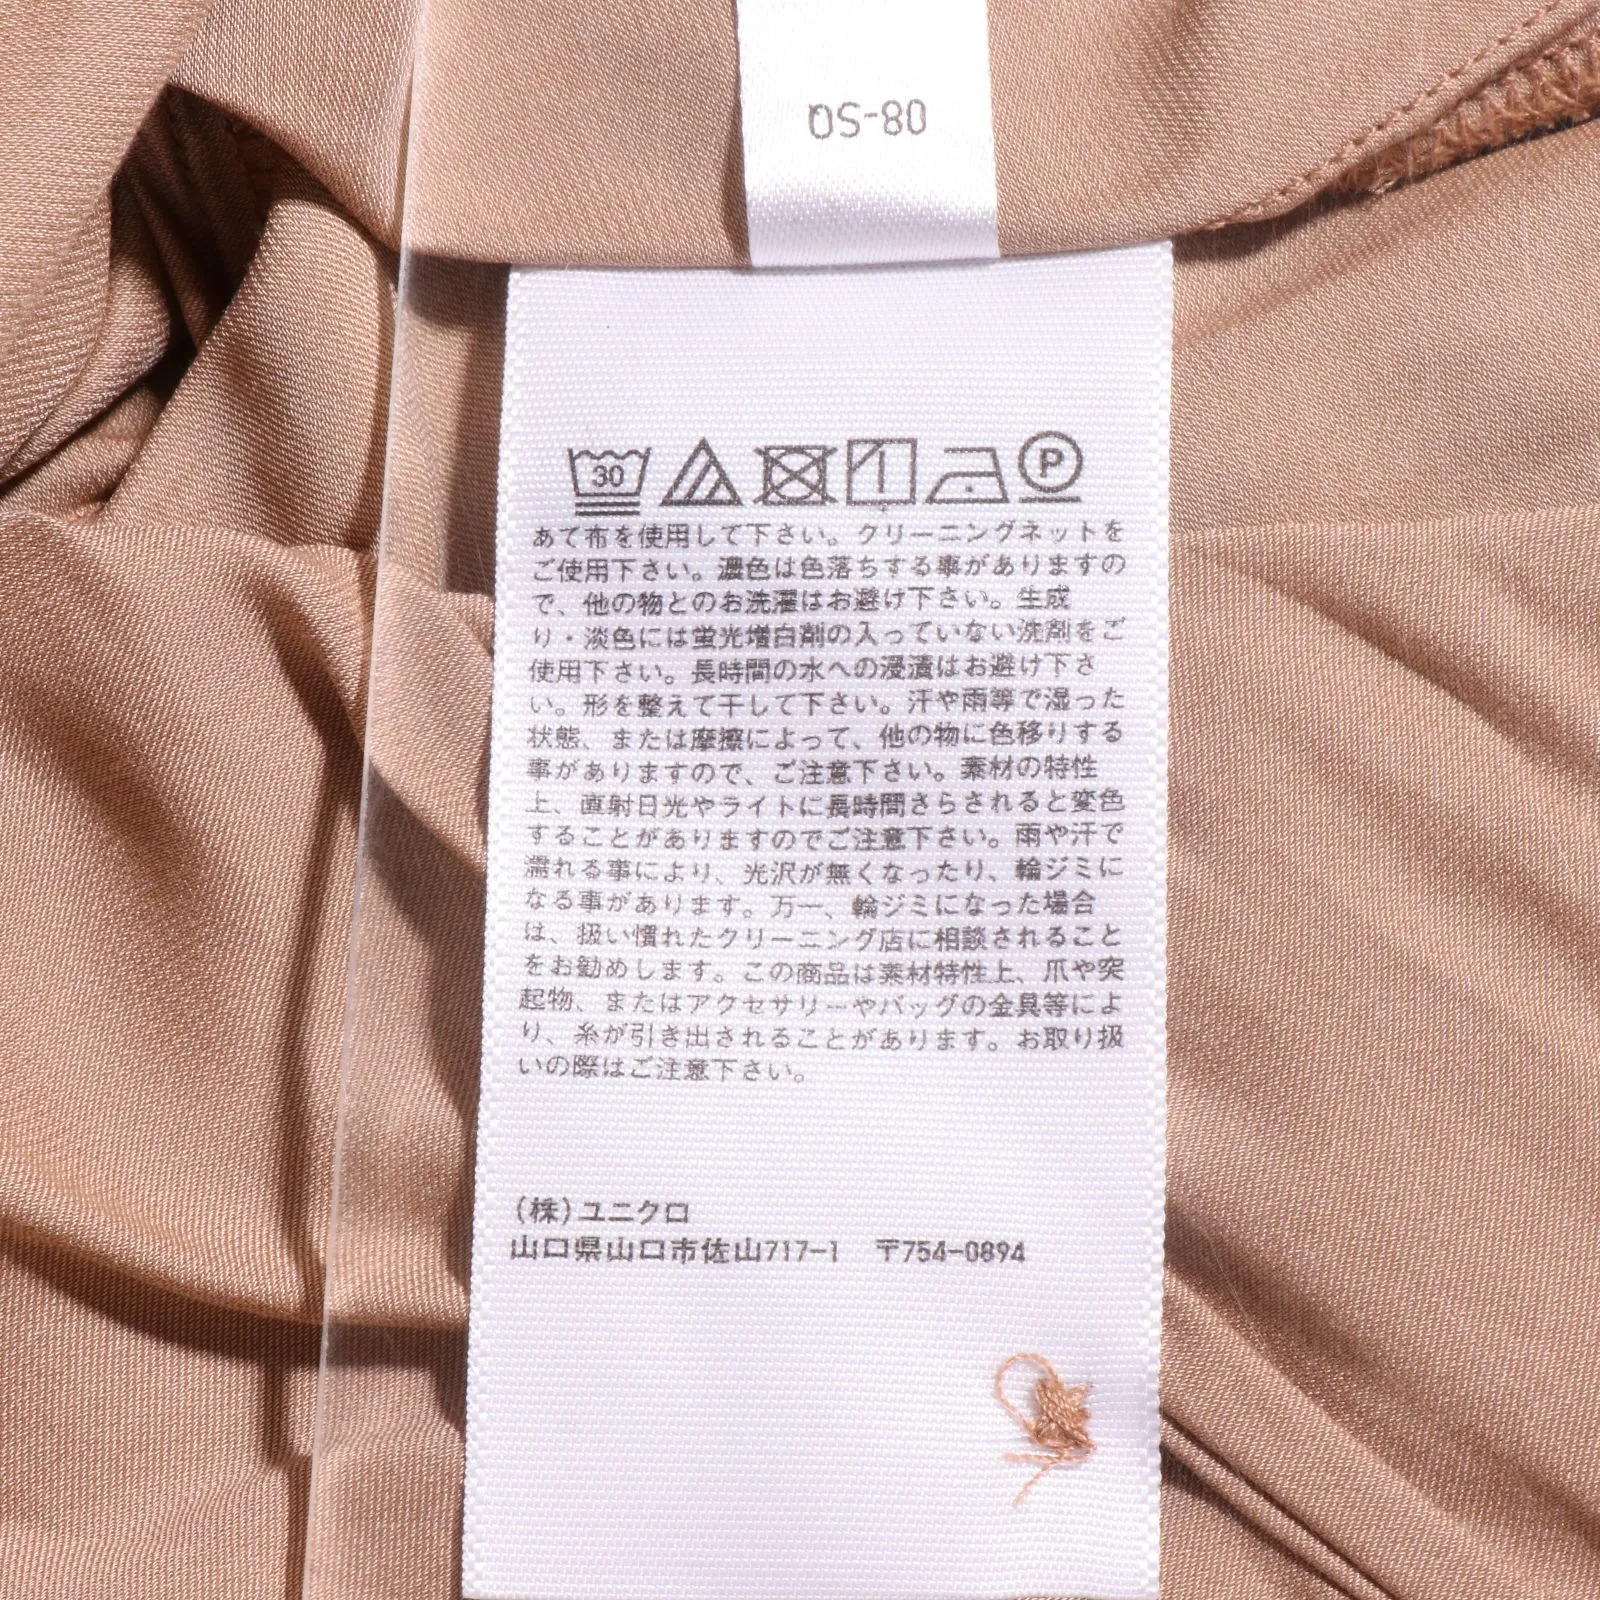 08-SQ
30
P
あて布を使用して下さい。クリーニングネットを
ご使用下さい。濃色は色落ちする事がありますの
で、他の物とのお洗濯はお避け下さい。生成
り・淡色には蛍光増白剤の入っていない洗剤をご
使用下さい。長時間の水への浸漬はお避け下さ
い。形を整えて干して下さい。汗や雨等で湿った
状態、または摩擦によって、他の物に色移りする
事がありますので、ご注意下さい。素材の特性
上、直射日光やライトに長時間さらされると変色
することがありますのでご注意下さい。雨や汗で
濡れる事により、光沢が無くなったり、輪ジミに
なる事があります。万一、輪ジミになった場合
は、扱い慣れたクリーニング店に相談されること
をお勧めします。この商品は素材特性上、爪や突
起物、またはアクセサリーやバッグの金具等によ
り、糸が引き出されることがあります。お取り扱
いの際はご注意下さい。
(株)ユニクロ
山口県山口市佐山717-1 〒754-0894